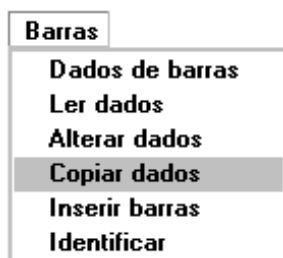 Barras
Dados de barras
Ler dados
Alterar dados
Copiar dados
Inserir barras
Identificar